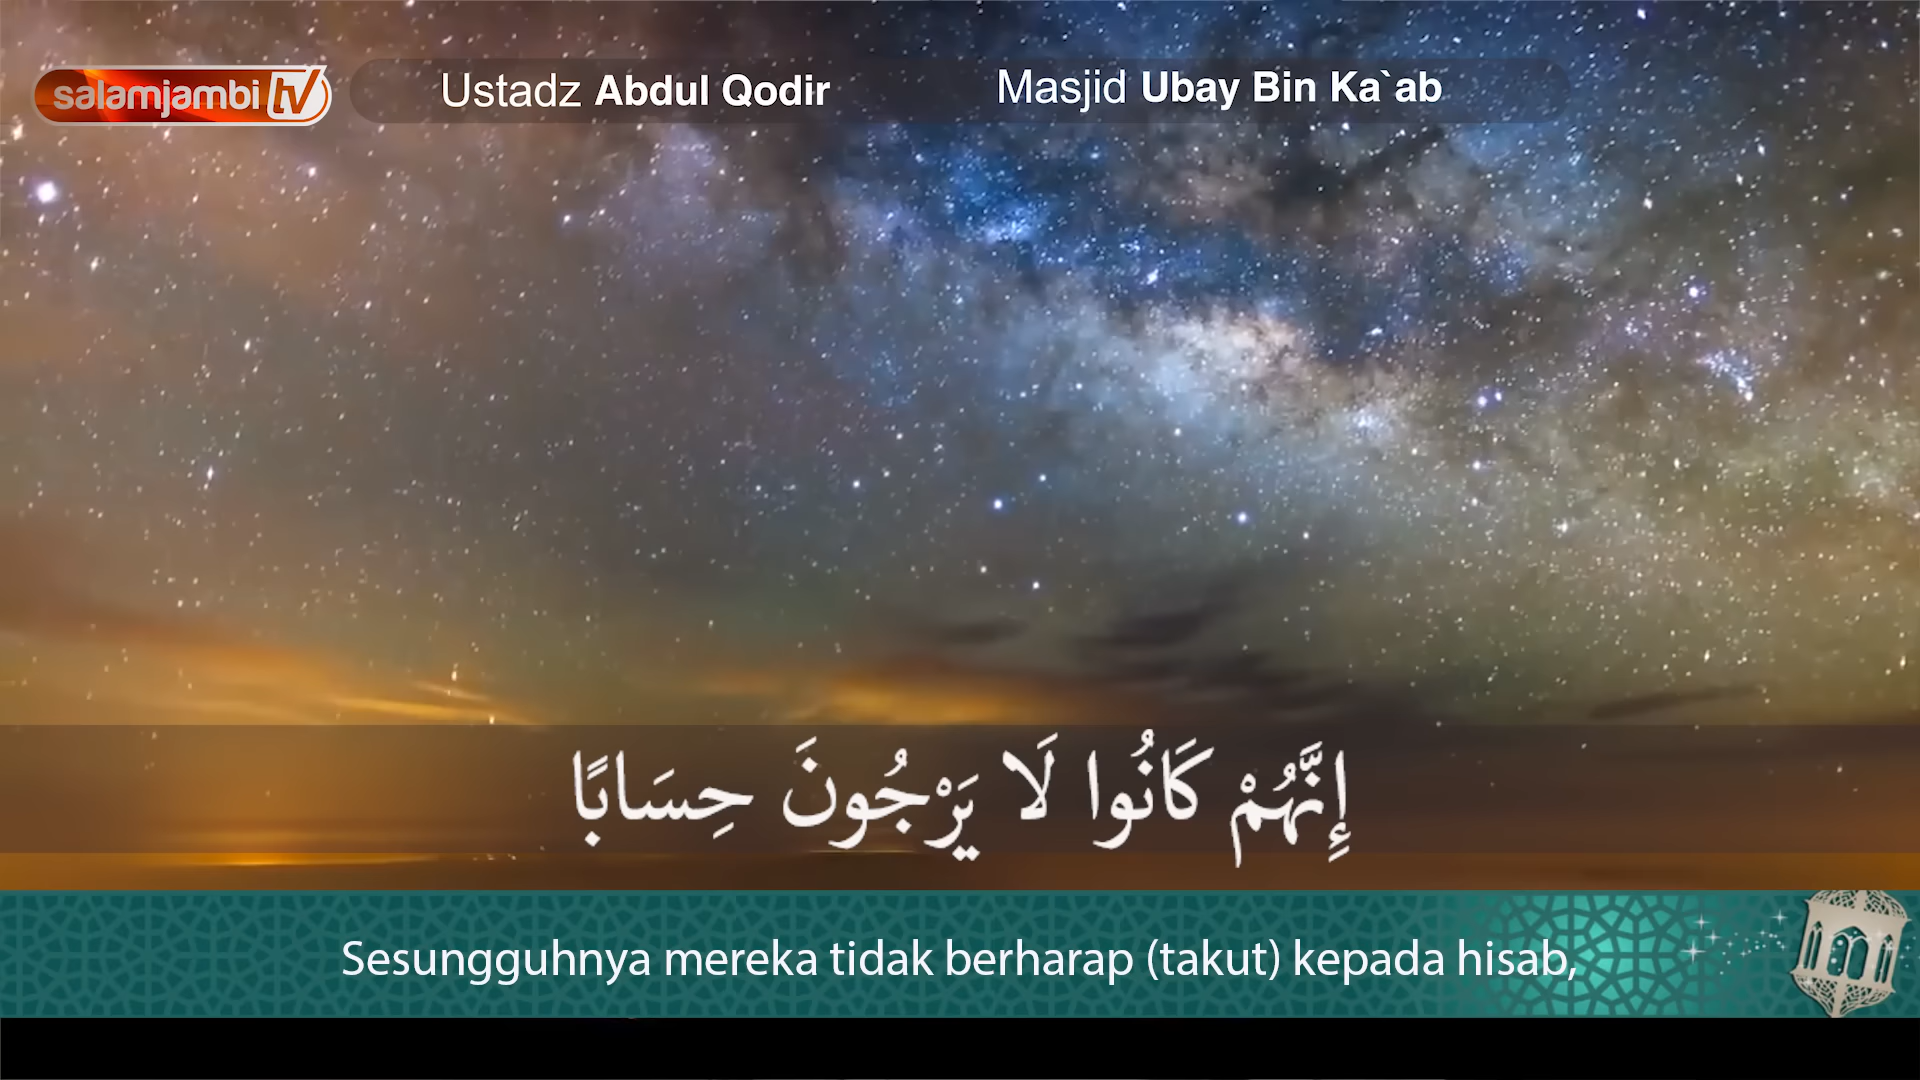 salamjambi tv
Ustadz Abdul Qodir
Masjid Ubay Bin Ka`ab
إِنَّهُمْ كَانُوا لَا يَرْجُونَ حِسَابًا
Sesungguhnya mereka tidak berharap (takut) kepada hisab,